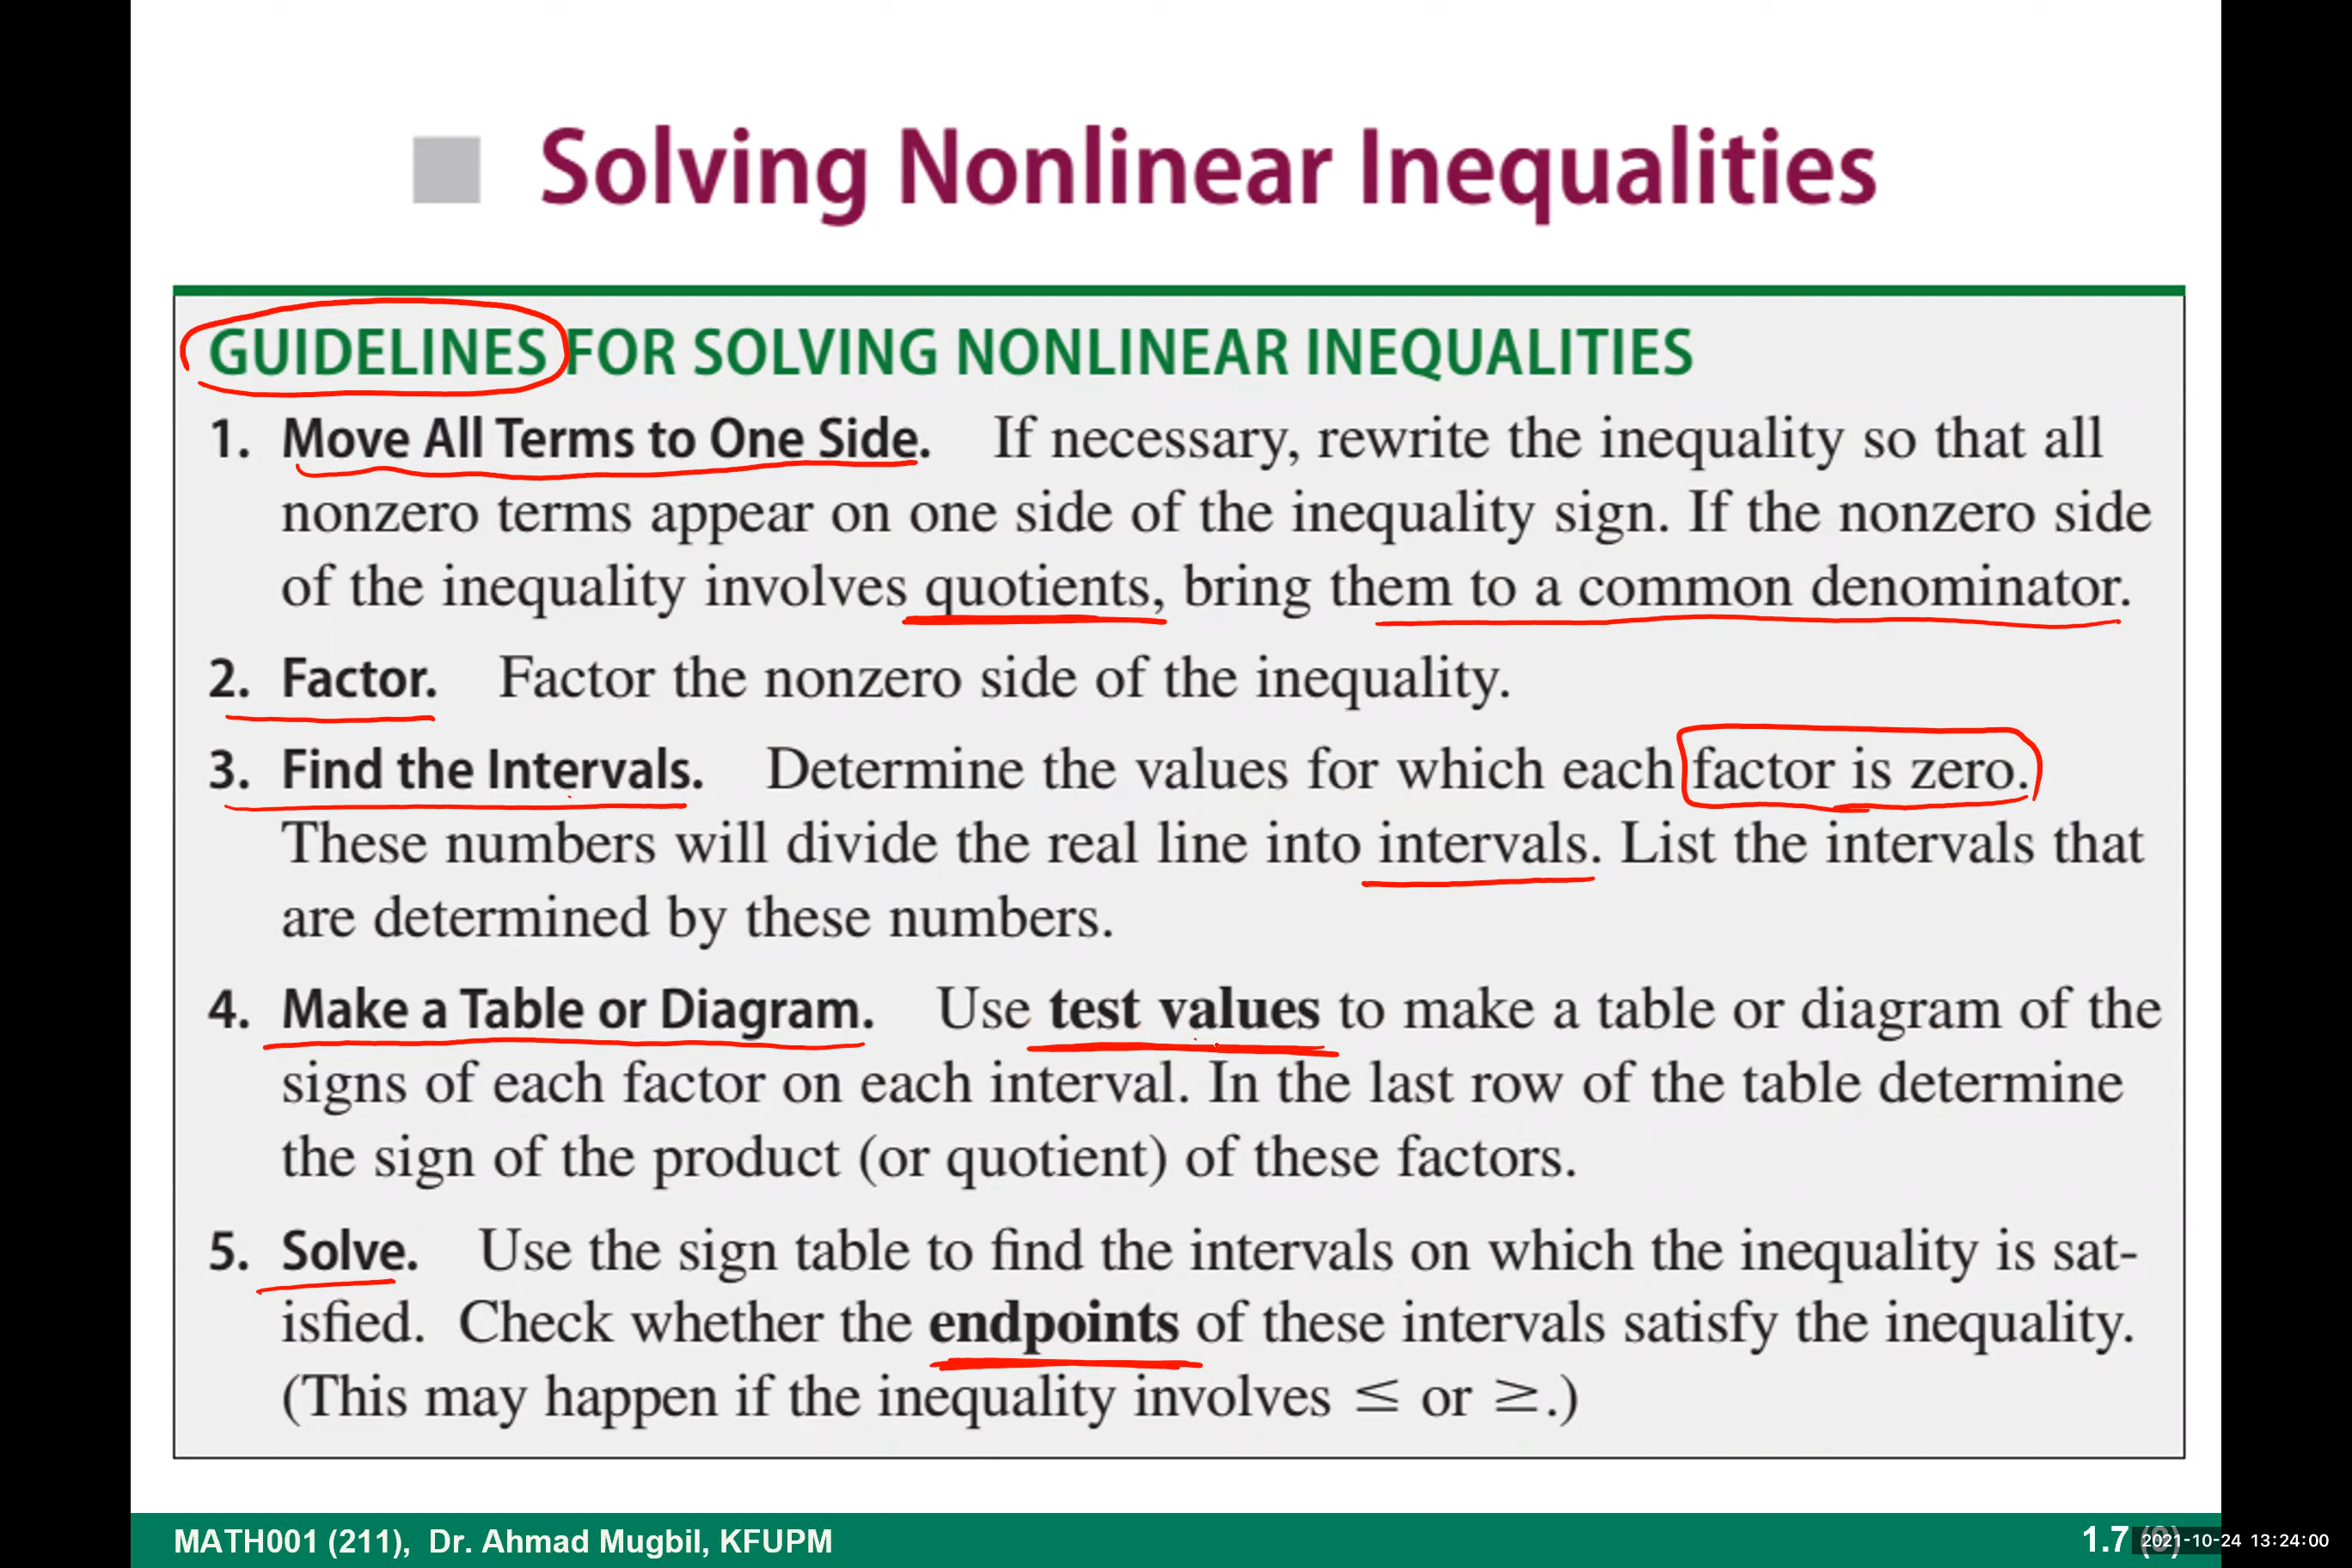 Solving Nonlinear Inequalities
GUIDELINES FOR SOLVING NONLINEAR INEQUALITIES
1. Move All Terms to One Side. If necessary, rewrite the inequality so that all
nonzero terms appear on one side of the inequality sign. If the nonzero side
of the inequality involves quotients, bring them to a common denominator.
2. Factor. Factor the nonzero side of the inequality.
3. Find the Intervals. Determine the values for which each factor is zero.
These numbers will divide the real line into intervals. List the intervals that
are determined by these numbers.
4. Make a Table or Diagram. Use test values to make a table or diagram of the
signs of each factor on each interval. In the last row of the table determine
the sign of the product (or quotient) of these factors.
5. Solve. Use the sign table to find the intervals on which the inequality is sat-
isfied. Check whether the endpoints of these intervals satisfy the inequality.
(This may happen if the inequality involves ≤ or ≥.)
MATH001 (211), Dr. Ahmad Mugbil, KFUPM
1.7 2021-10-24 13:24:00